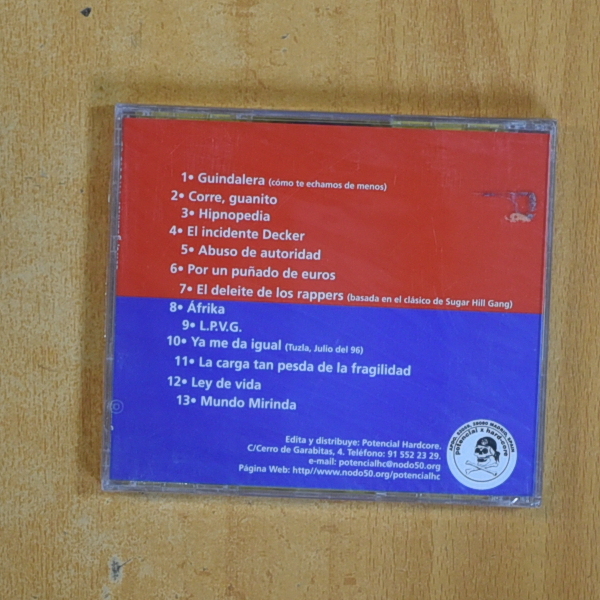 1• Guindalera (cómo te echamos de menos)
2• Corre, guanito
3• Hipnopedia
4• El incidente Decker
5• Abuso de autoridad
6• Por un puñado de euros
7• El deleite de los rappers (basada en el clásico de Sugar Hill Gang)
8• Áfrika
9• L.P.V.G.
10• Ya me da igual (Tuzla, Julio del 96)
11• La carga tan pesda de la fragilidad
12• Ley de vida
13• Mundo Mirinda
Edita y distribuye: Potencial Hardcore.
C/Cerro de Garabitas, 4. Teléfono: 91 552 23 29.
e-mail: potencialhc@nodo50.org
Página Web: http//www.nodo50.org/potencialhc
potencial x hardcore